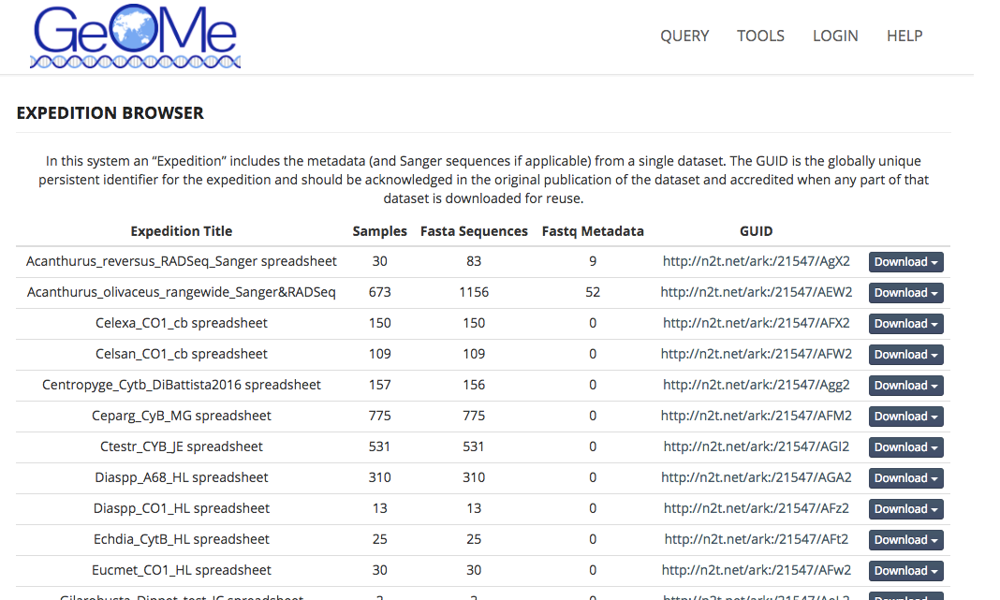 GeOMe
QUERY TOOLS LOGIN HELP
EXPEDITION BROWSER
In this system an “Expedition” includes the metadata (and Sanger sequences if applicable) from a single dataset. The GUID is the globally unique
persistent identifier for the expedition and should be acknowledged in the original publication of the dataset and accredited when any part of that
dataset is downloaded for reuse.
Expedition Title Samples Fasta Sequences Fastq Metadata GUID
Acanthurus_reversus_RADSeq_Sanger spreadsheet 30 83 9 http://n2t.net/ark:/21547/AgX2 Download
Acanthurus_olivaceus_rangewide_Sanger&RADSeq 673 1156 52 http://n2t.net/ark:/21547/AEW2 Download
Celexa_CO1_cb spreadsheet 150 150 0 http://n2t.net/ark:/21547/AFX2 Download
Celsan_CO1_cb spreadsheet 109 109 0 http://n2t.net/ark:/21547/AFW2 Download
Centropyge_Cytb_DiBattista2016 spreadsheet 157 156 0 http://n2t.net/ark:/21547/Agg2 Download
Ceparg_CyB_MG spreadsheet 775 775 0 http://n2t.net/ark:/21547/AFM2 Download
Ctestr_CYB_JE spreadsheet 531 531 0 http://n2t.net/ark:/21547/AGI2 Download
Diaspp_A68_HL spreadsheet 310 310 0 http://n2t.net/ark:/21547/AGA2 Download
Diaspp_CO1_HL spreadsheet 13 13 0 http://n2t.net/ark:/21547/AFz2 Download
Echdia_CytB_HL spreadsheet 25 25 0 http://n2t.net/ark:/21547/AFt2 Download
Eucmet_CO1_HL spreadsheet 30 30 0 http://n2t.net/ark:/21547/AFw2 Download